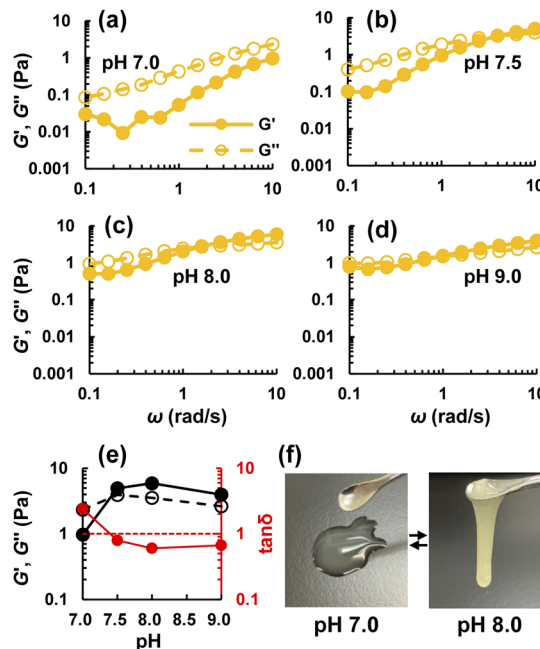 (a)
pH 7.0
G', G'' (Pa)
10
1
0.1
0.01
0.001
0.1
1
10
G'
G''
(b)
pH 7.5
10
1
0.1
0.01
0.001
0.1
1
10
(c)
pH 8.0
G', G'' (Pa)
10
1
0.1
0.01
0.001
0.1
1
10
ω (rad/s)
(d)
pH 9.0
10
1
0.1
0.01
0.001
0.1
1
10
ω (rad/s)
(e)
G', G'' (Pa)
10
1
0.1
7.0 7.5 8.0 8.5 9.0
pH
10
1
0.1
tanδ
(f)
pH 7.0
pH 8.0